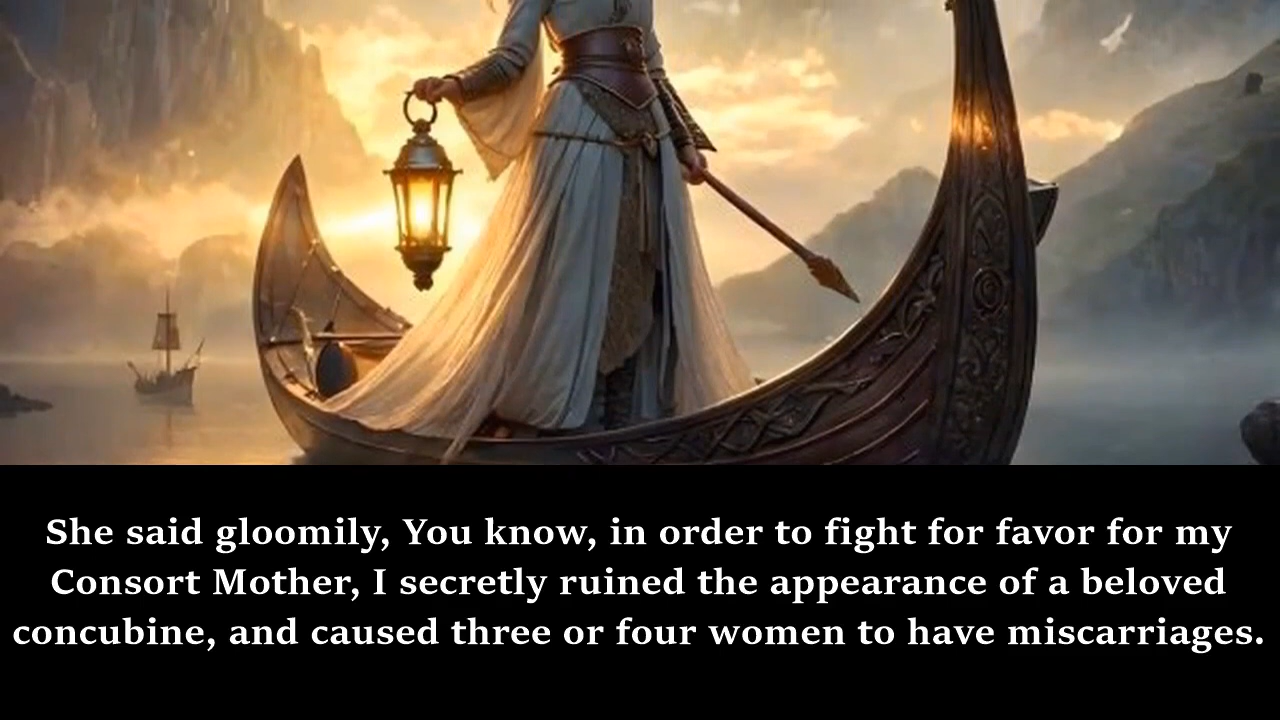 She said gloomily, You know, in order to fight for favor for my
Consort Mother, I secretly ruined the appearance of a beloved
concubine, and caused three or four women to have miscarriages.